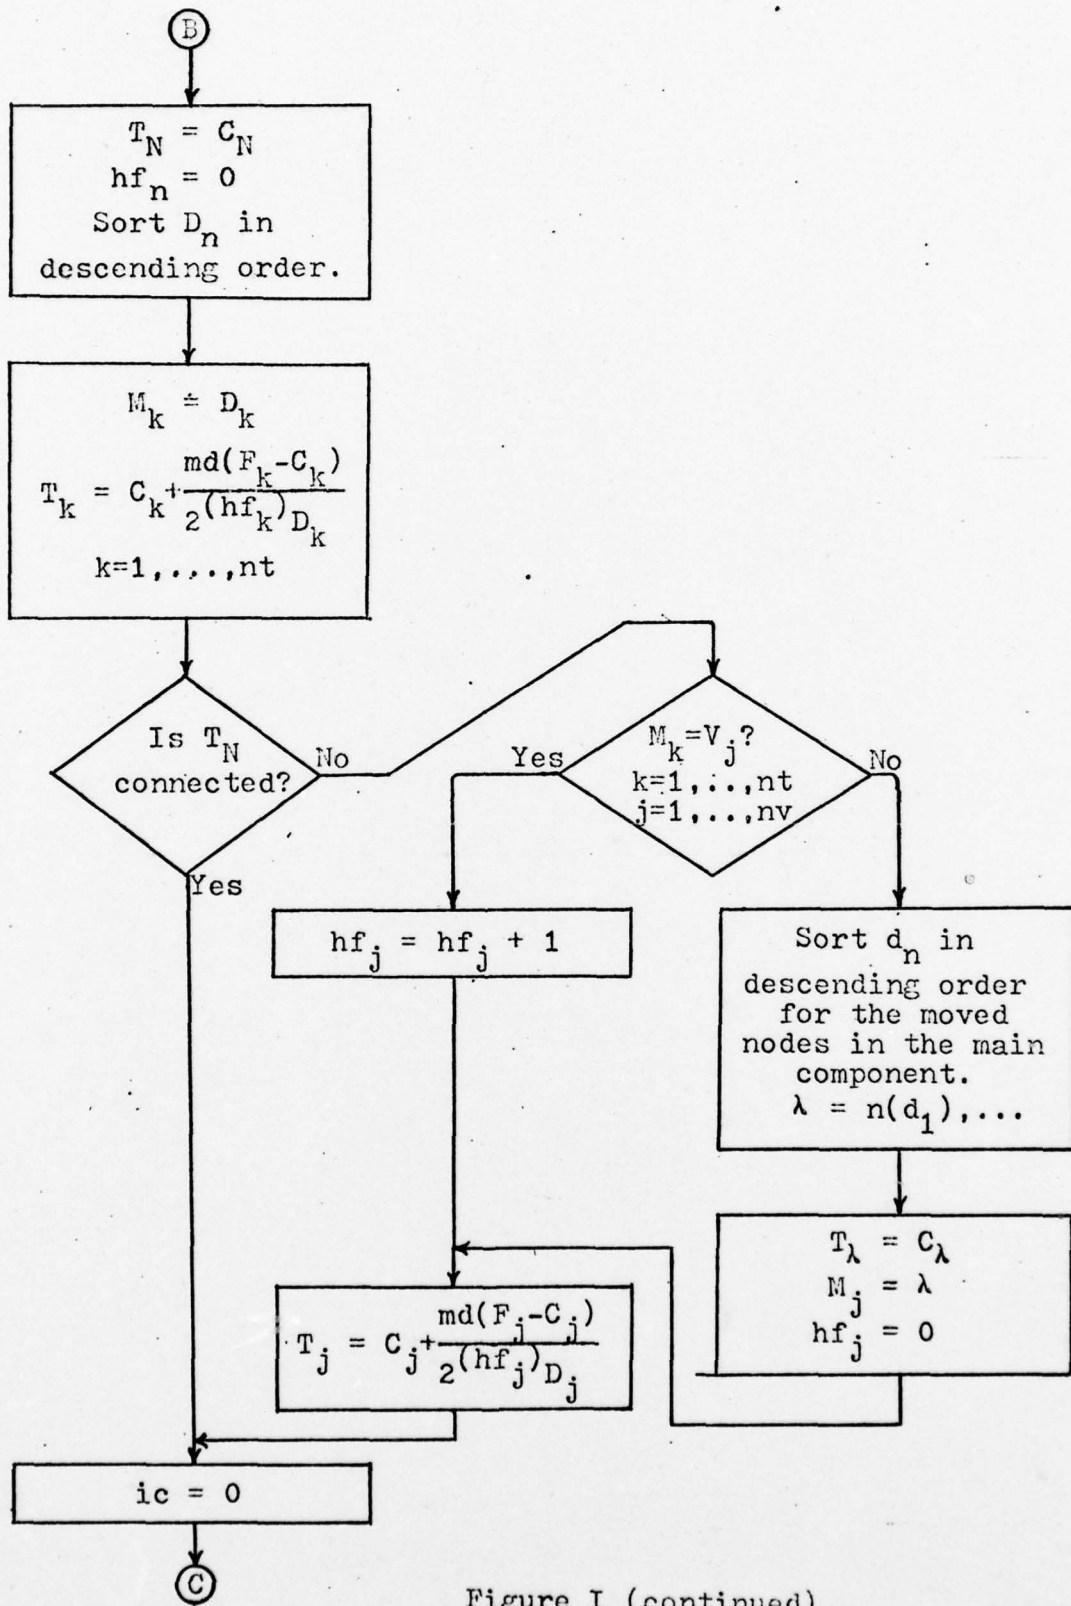 B
T_N = C_N
hf_n = 0
Sort D_n in
descending order.
M_k = D_k
T_k = C_k + md(F_k-C_k) / 2^(hf_k) D_k
k=1,...,nt
Is T_N
connected?
No
Yes
M_k=V_j?
k=1,..,nt
j=1,..,nv
Yes
No
hf_j = hf_j + 1
Sort d_n in
descending order
for the moved
nodes in the main
component.
λ = n(d_1),...
T_λ = C_λ
M_j = λ
hf_j = 0
T_j = C_j + md(F_j-C_j) / 2^(hf_j) D_j
ic = 0
C
Figure I (continued)